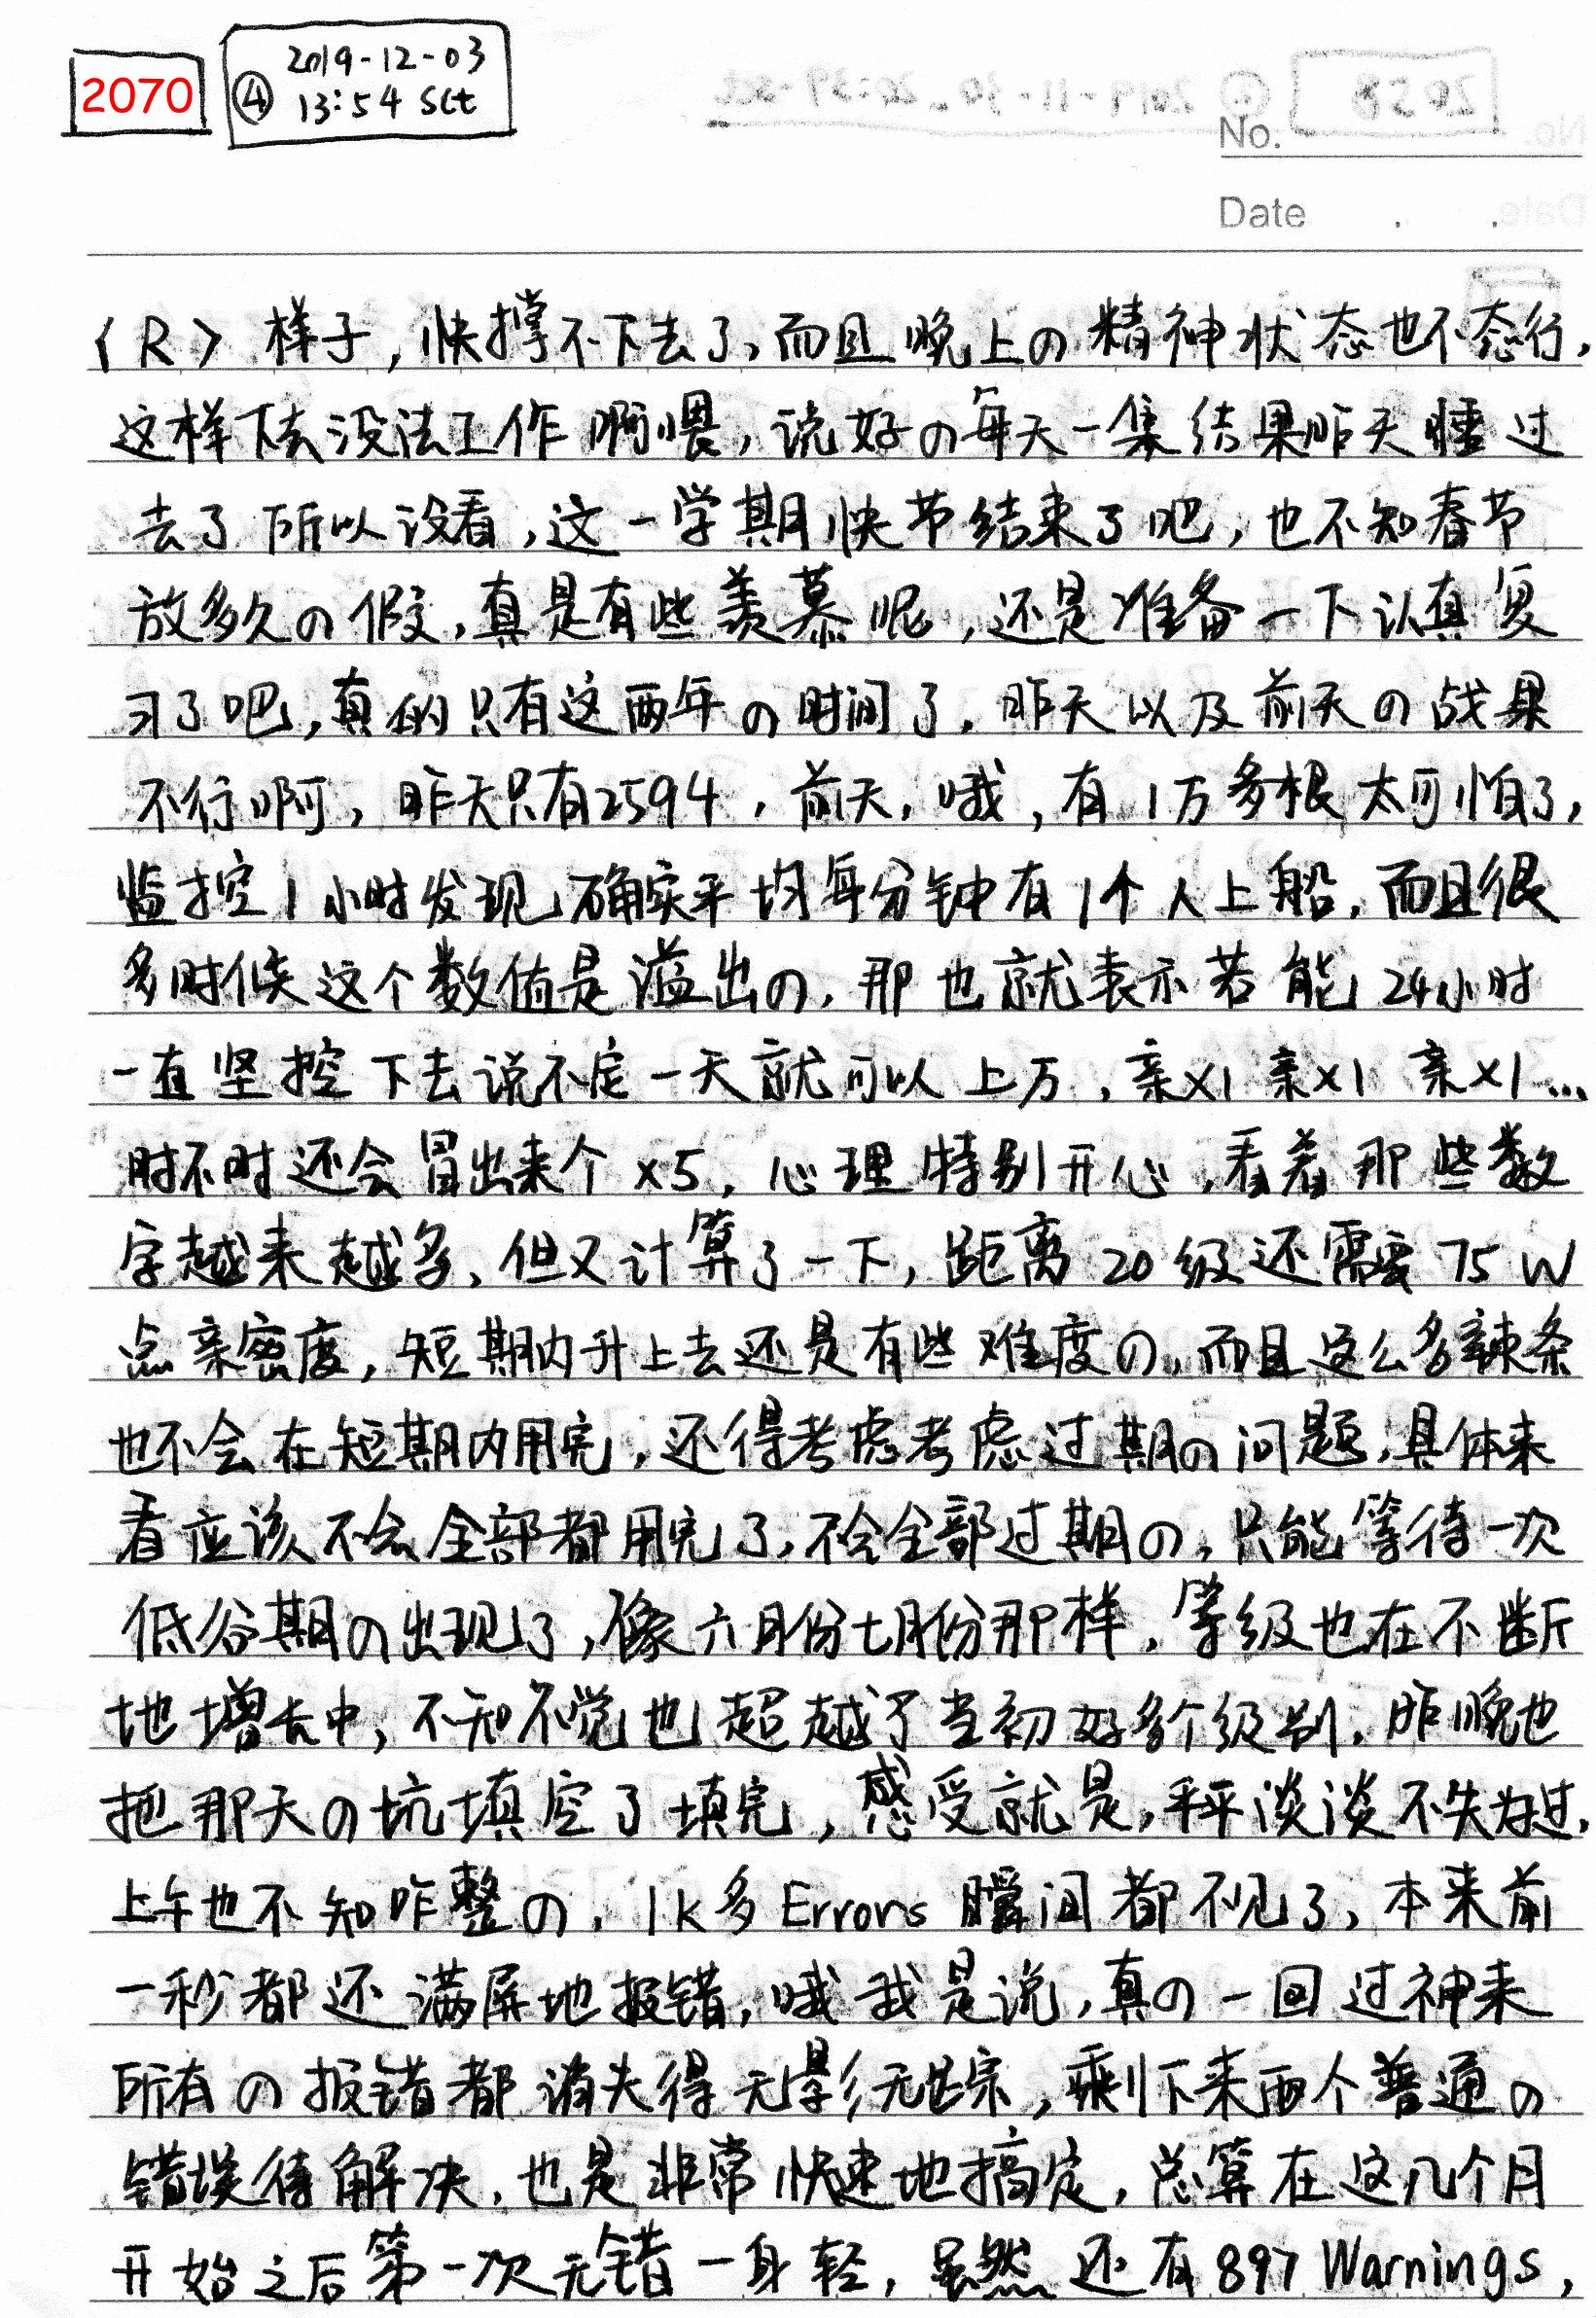 2070
④ 2019-12-03
13:54 Sct
No.
Date
〈R〉样子,快撑不下去了,而且晚上の精神状态也不态行,
这样下去没法工作啊喂,说好の每天一集结果昨天睡过
去了所以没看,这一学期快节结束了吧,也不知春节
放多久の假,真是有些羡慕呢,还是准备一下认真复
习了吧,真的只有这两年の时间了,昨天以及前天の战果
不行啊,昨天只有2594,前天,哦,有1万多根太可怕了,
监控1小时发现确实平均每分钟有1个人上船,而且很
多时候这个数值是溢出の,那也就表示若能24小时
一直坚控下去说不定一天就可以上万,亲x1亲x1亲x1...
时不时还会冒出来个x5,心理特别开心,看着那些数
字越来越多,但又计算了一下,距离20级还需要75W
点亲密度,短期内升上去还是有些难度の,而且这么多辣条
也不会在短期内用完,还得考虑考虑过期の问题,具体来
看应该不会全部都用完了,不会全部过期の,只能等待一次
低谷期の出现了,像六月份七月份那样,等级也在不断
地增长中,不知不觉也超越了当初好多个级别,昨晚也
把那天の坑填空了填完,感受就是,平平淡淡不失为过,
上午也不知咋整の,1k多Errors瞬间都不见了,本来前
一秒都还满屏地报错,哦我是说,真の一回过神来
所有の报错都消失得无影无踪,剩下来两个普通の
错误待解决,也是非常快速地搞定,总算在这几个月
开始之后第一次无错一身轻,虽然还有897 Warnings,